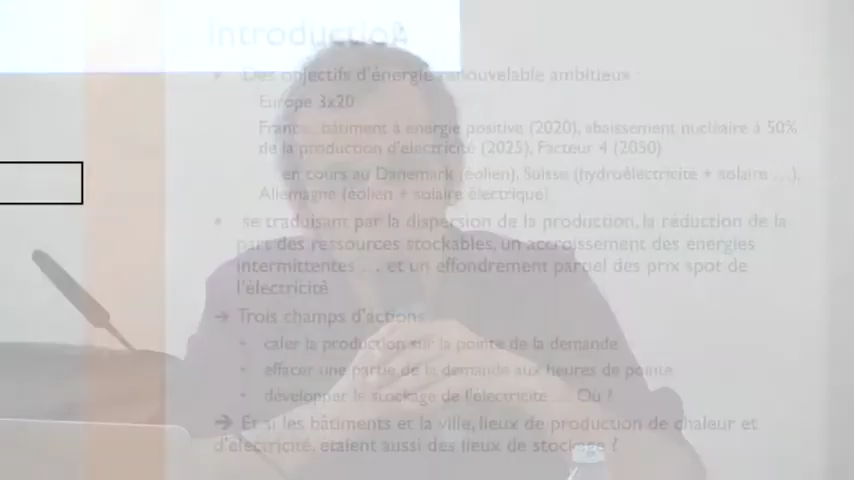 Introduction
• Des objectifs d'énergie renouvelable ambitieux :
Europe 3x20
France : bâtiment à énergie positive (2020), abaissement nucléaire à 50%
de la production d'électricité (2025), Facteur 4 (2050)
en cours au Danemark (éolien), Suisse (hydroélectricité + solaire …),
Allemagne (éolien + solaire électrique)
• se traduisant par la dispersion de la production, la réduction de la
part des ressources stockables, un accroissement des énergies
intermittentes … et un effondrement partiel des prix spot de
l'électricité
→ Trois champs d'actions
• caler la production sur la pointe de la demande
• effacer une partie de la demande aux heures de pointe
• développer le stockage de l'électricité … Où ?
→ Et si les bâtiments et la ville, lieux de production de chaleur et
d'électricité, étaient aussi des lieux de stockage ?